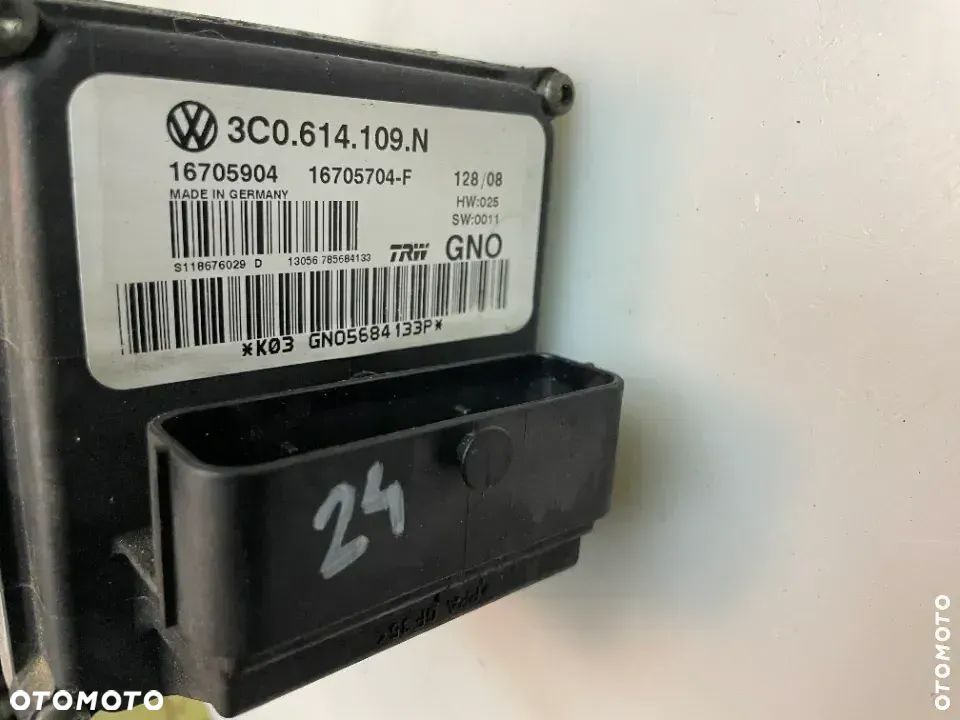 3C0.614.109.N
16705904 16705704-F 128/08
MADE IN GERMANY
HW:025
SW:0011
S118676029 D 13056 785684133
TRW GNO
*K03 GNO5684133P*
24
OTOMOTO
OTOMOTO